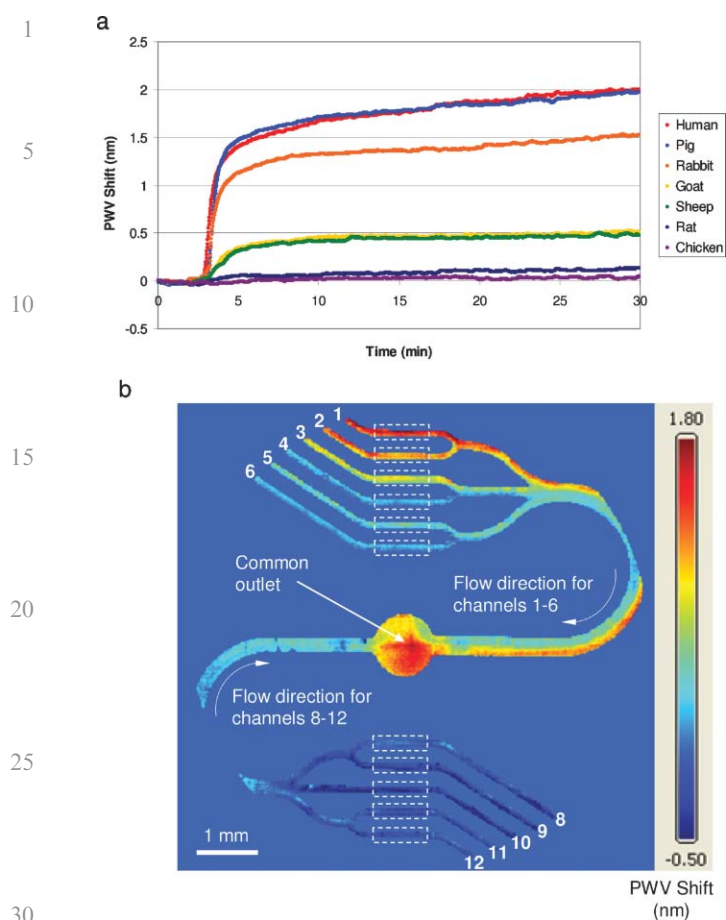 1
5
10
15
20
25
30
a
PWV Shift (nm)
2.5
2
1.5
1
0.5
0
-0.5
0 5 10 15 20 25 30
Time (min)
Human
Pig
Rabbit
Goat
Sheep
Rat
Chicken
b
1
2
3
4
5
6
Common
outlet
Flow direction for
channels 1-6
Flow direction for
channels 8-12
8
9
10
11
12
1 mm
1.80
-0.50
PWV Shift
(nm)